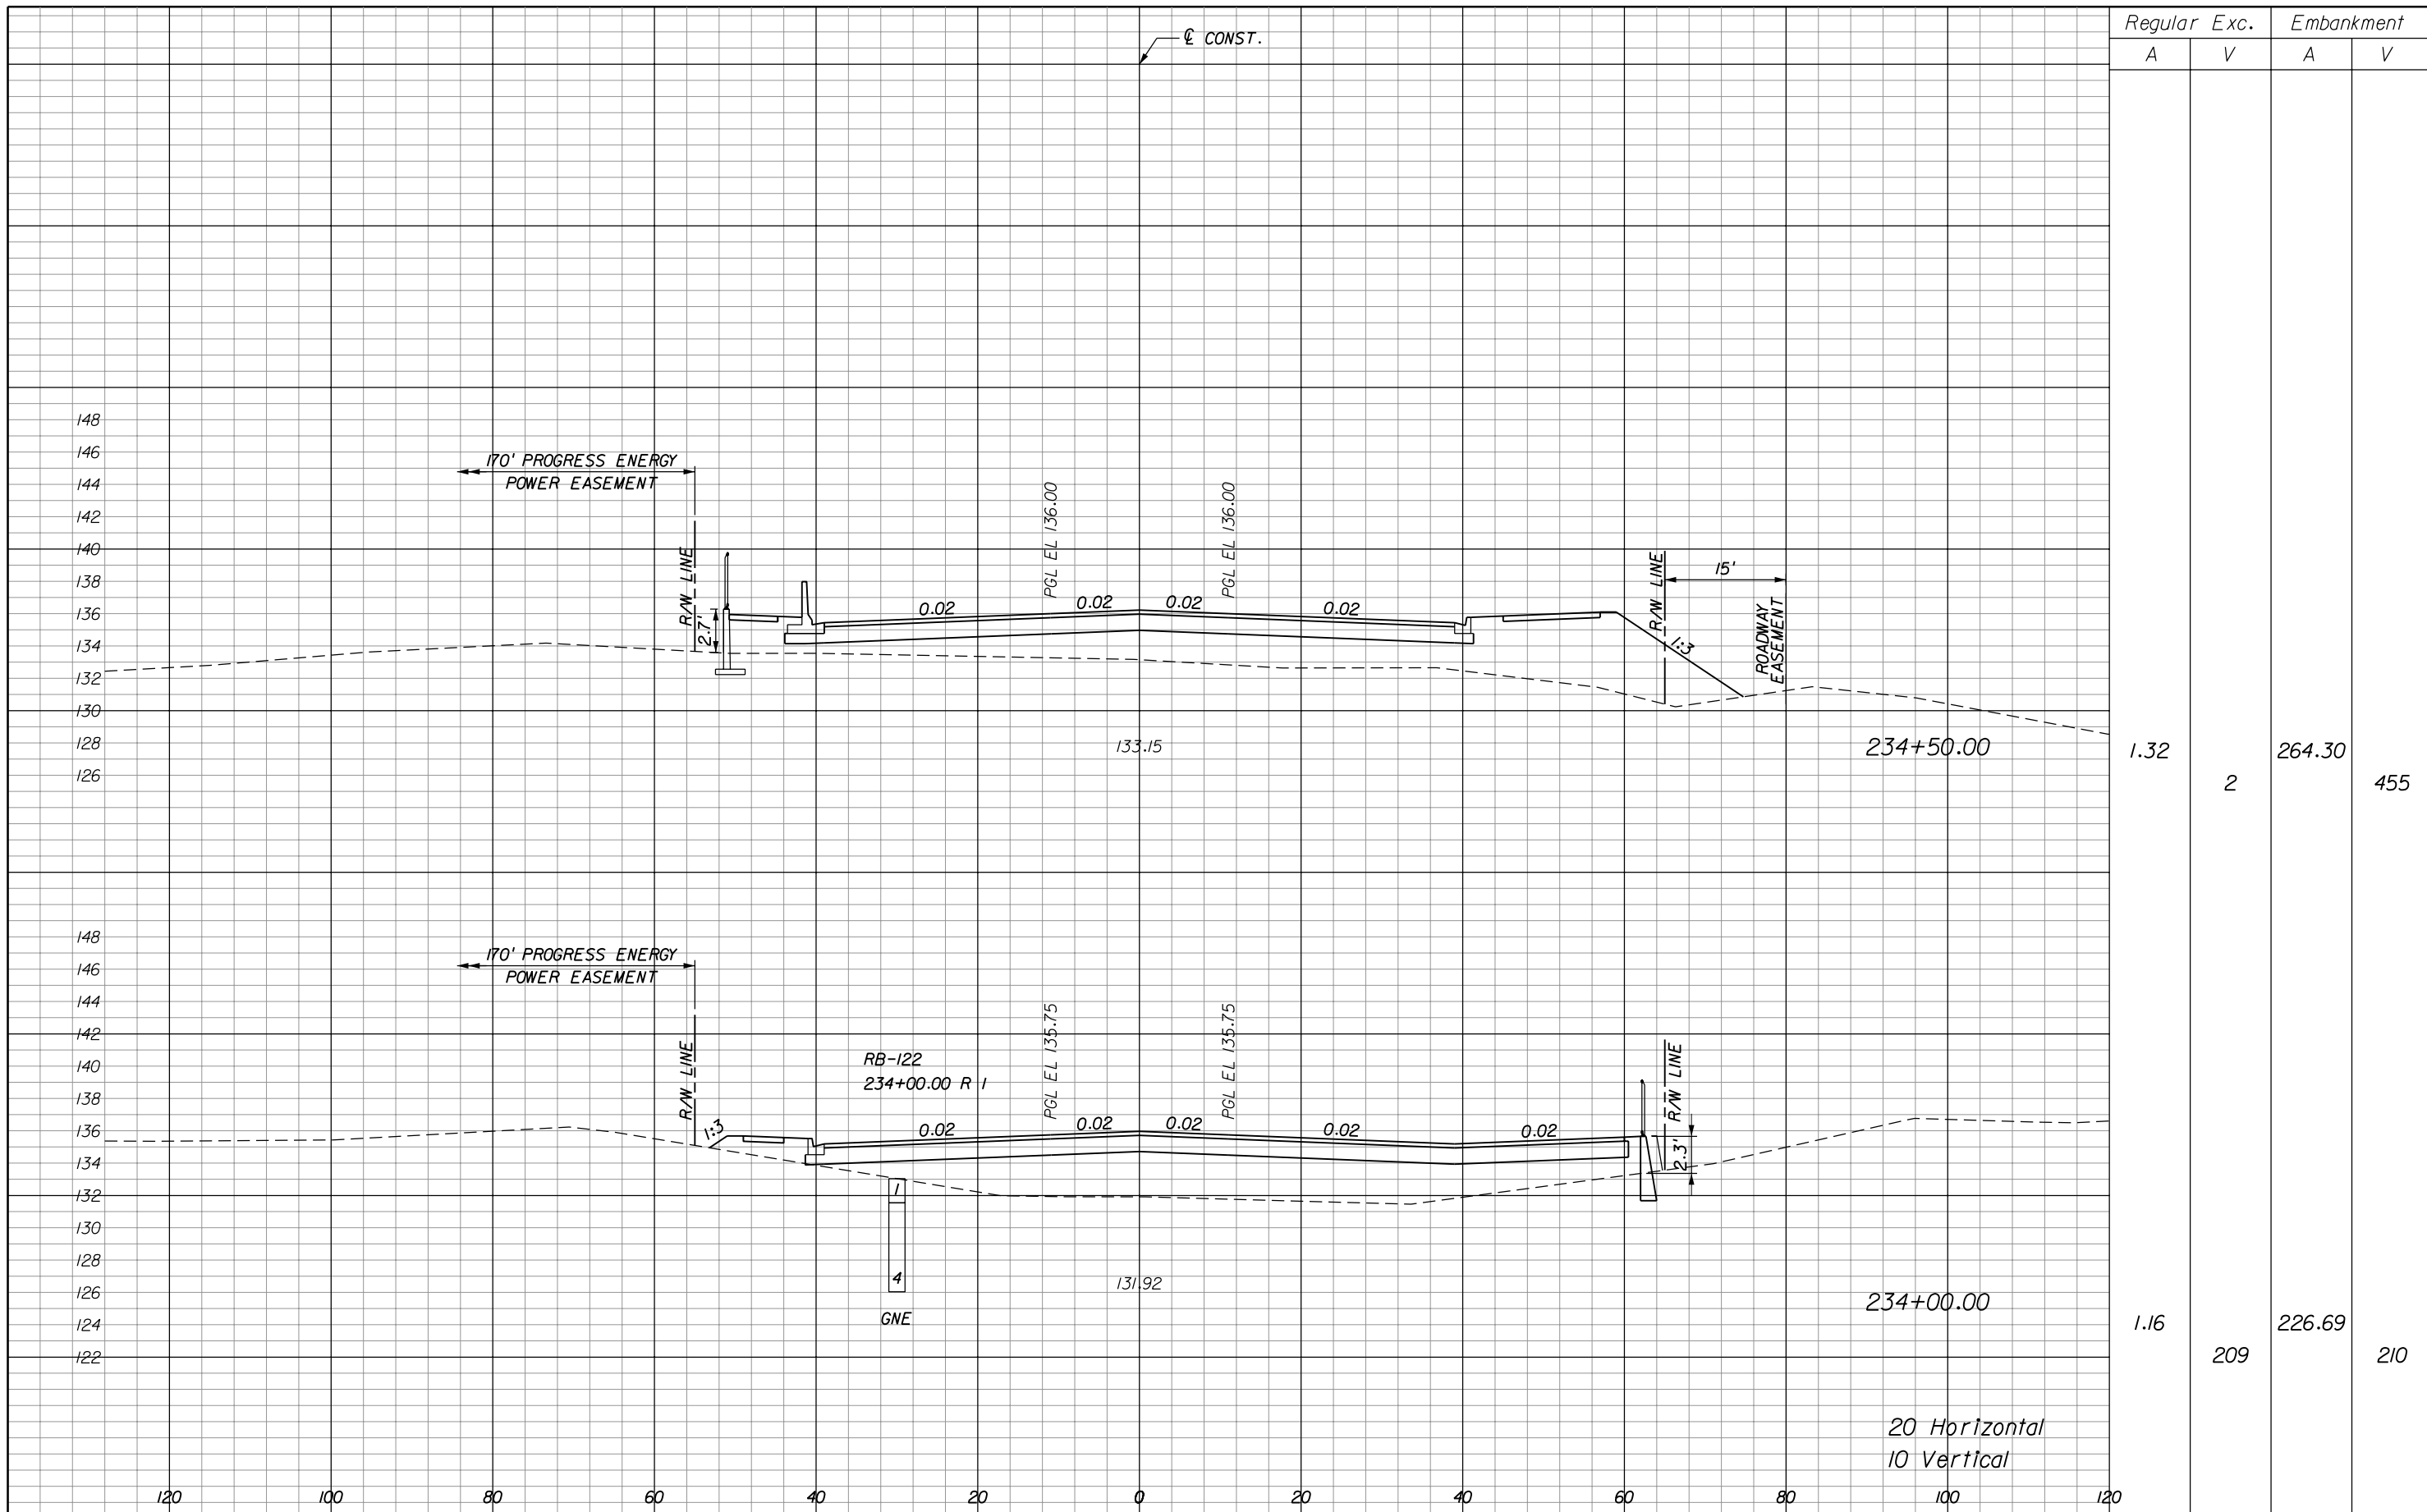 ℄ CONST.
Regular Exc. Embankment
A V A V
148
146
144
142
140
138
136
134
132
130
128
126
170' PROGRESS ENERGY
POWER EASEMENT
R/W LINE
2.7'
0.02
PGL EL 136.00
0.02
0.02
PGL EL 136.00
0.02
R/W LINE
15'
1:3
ROADWAY
EASEMENT
133.15
234+50.00
1.32 264.30
2 455
148
146
144
142
140
138
136
134
132
130
128
126
124
122
170' PROGRESS ENERGY
POWER EASEMENT
R/W LINE
1:3
RB-122
234+00.00 R 1
0.02
PGL EL 135.75
0.02
0.02
PGL EL 135.75
0.02
0.02
R/W LINE
2.3'
1
4
GNE
131.92
234+00.00
1.16 226.69
209 210
20 Horizontal
10 Vertical
120 100 80 60 40 20 0 20 40 60 80 100 120